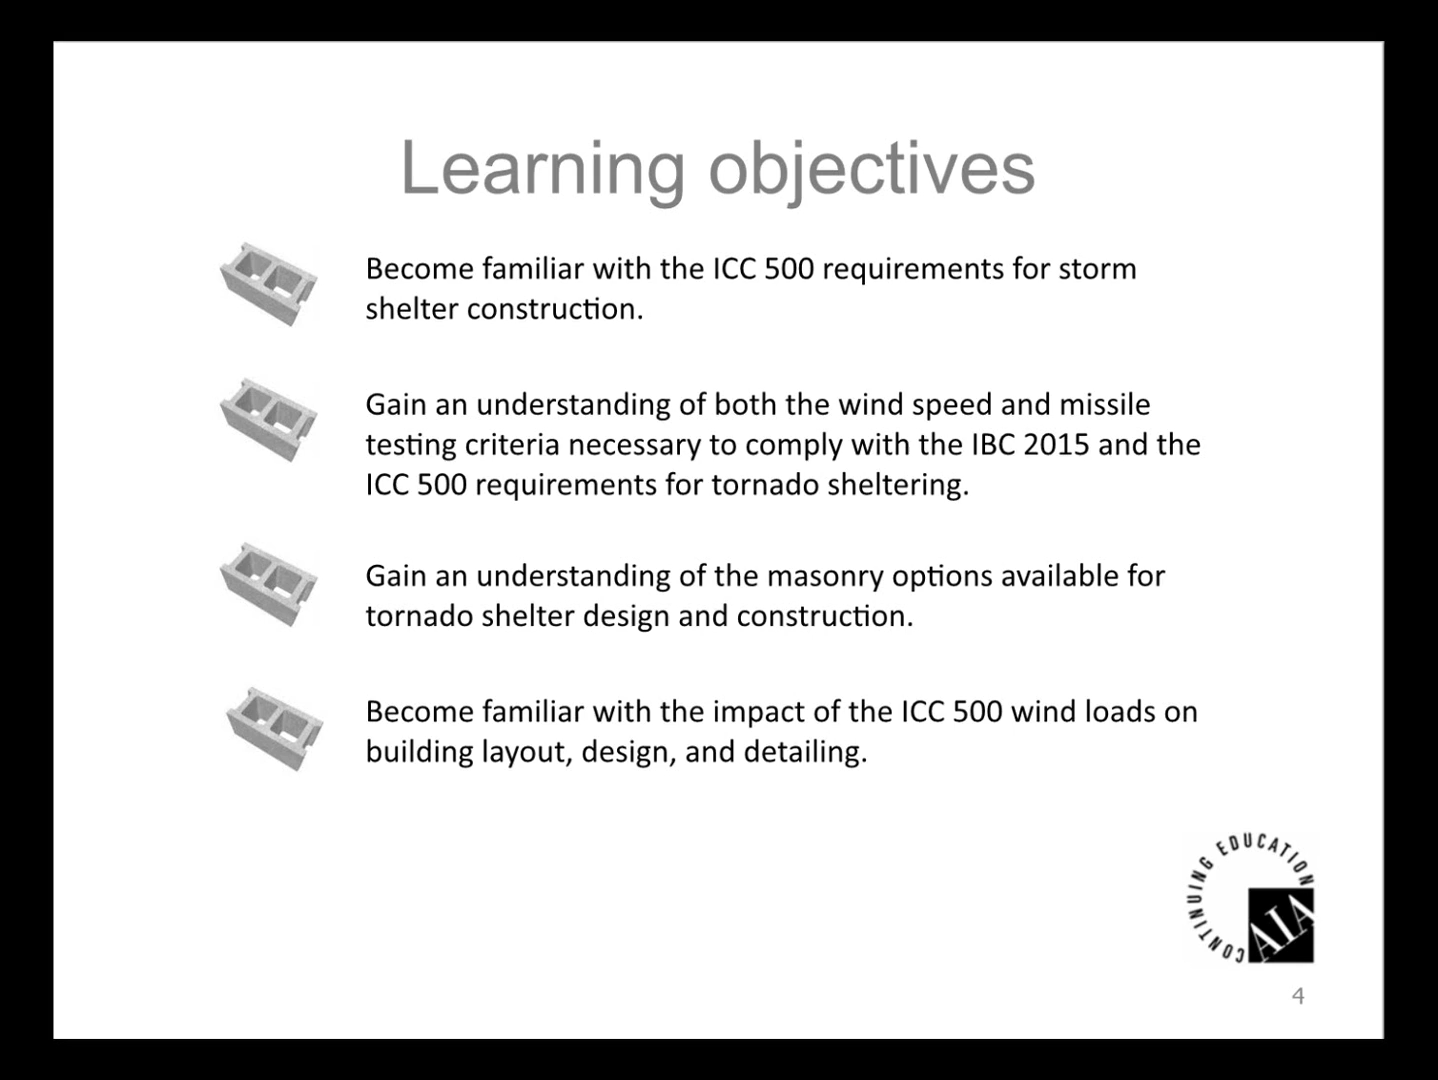 Learning objectives
Become familiar with the ICC 500 requirements for storm
shelter construction.
Gain an understanding of both the wind speed and missile
testing criteria necessary to comply with the IBC 2015 and the
ICC 500 requirements for tornado sheltering.
Gain an understanding of the masonry options available for
tornado shelter design and construction.
Become familiar with the impact of the ICC 500 wind loads on
building layout, design, and detailing.
CONTINUING EDUCATION
AIA
4